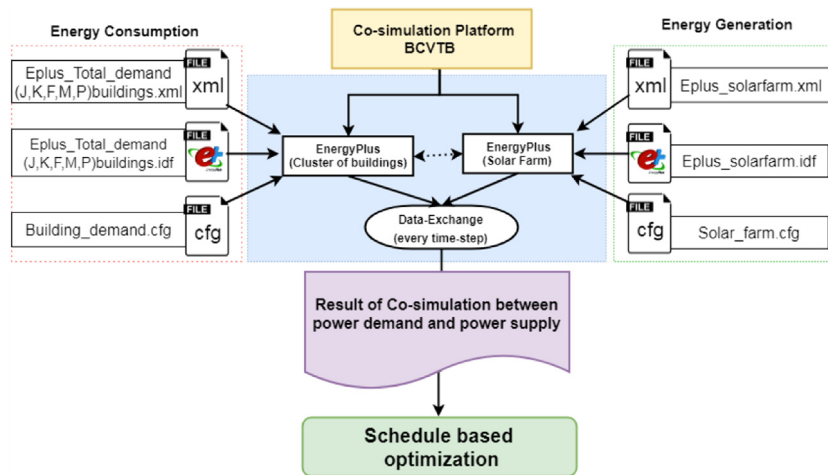 Energy Consumption
Co-simulation Platform
BCVTB
Energy Generation
Eplus_Total_demand
(J,K,F,M,P)buildings.xml
FILE
xml
Eplus_Total_demand
(J,K,F,M,P)buildings.idf
FILE
et
Building_demand.cfg
FILE
cfg
EnergyPlus
(Cluster of buildings)
EnergyPlus
(Solar Farm)
Data-Exchange
(every time-step)
FILE
xml
Eplus_solarfarm.xml
FILE
et
Eplus_solarfarm.idf
FILE
cfg
Solar_farm.cfg
Result of Co-simulation between
power demand and power supply
Schedule based
optimization